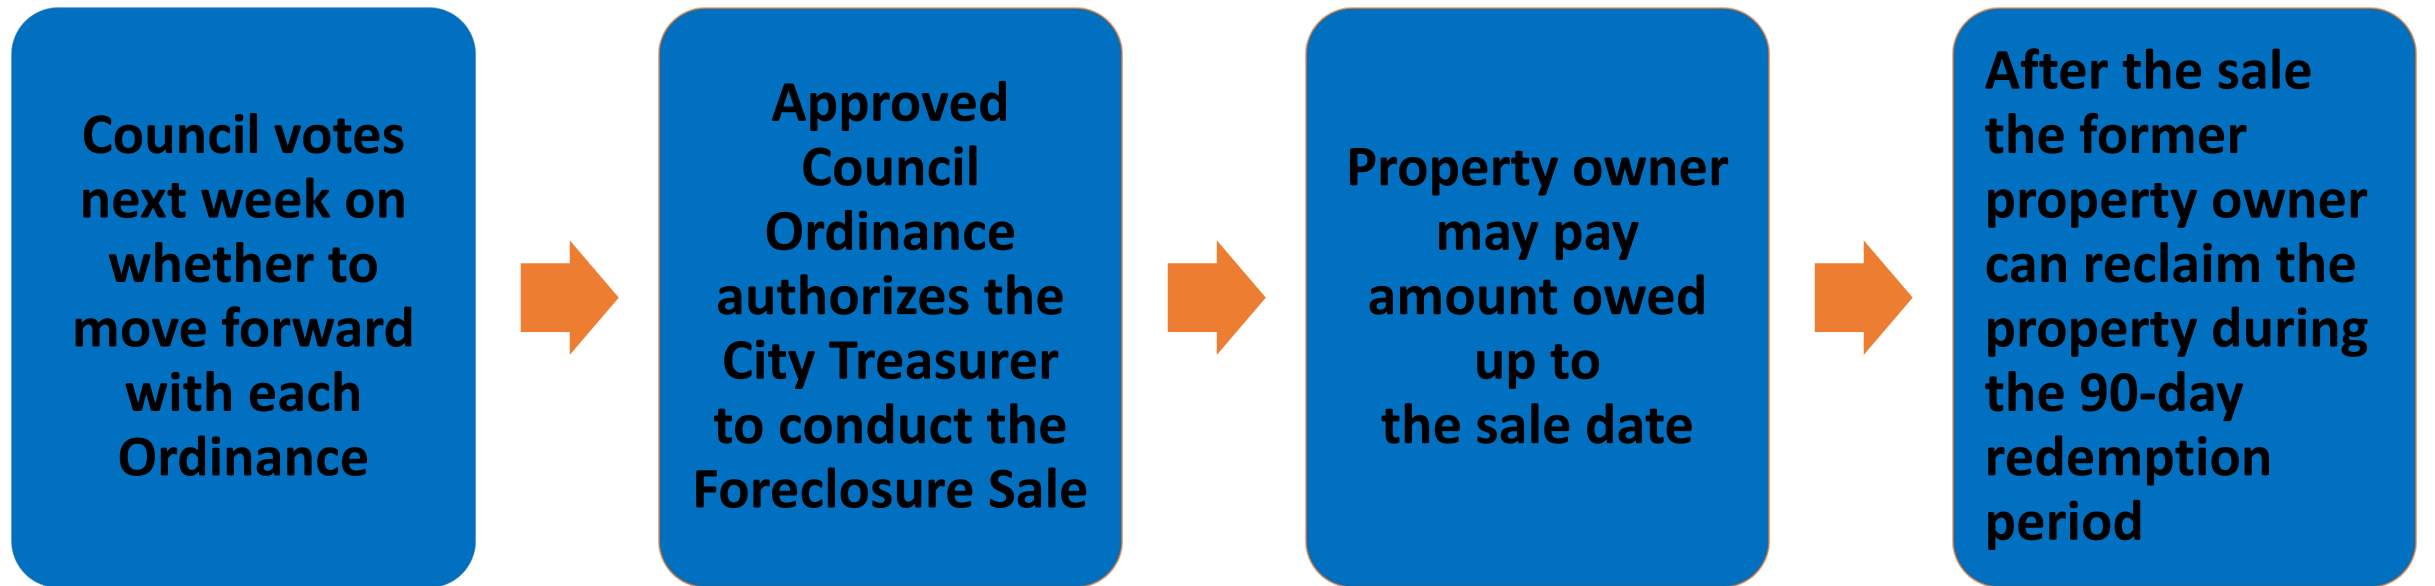 Council votes
next week on
whether to
move forward
with each
Ordinance
Approved
Council
Ordinance
authorizes the
City Treasurer
to conduct the
Foreclosure Sale
Property owner
may pay
amount owed
up to
the sale date
After the sale
the former
property owner
can reclaim the
property during
the 90-day
redemption
period